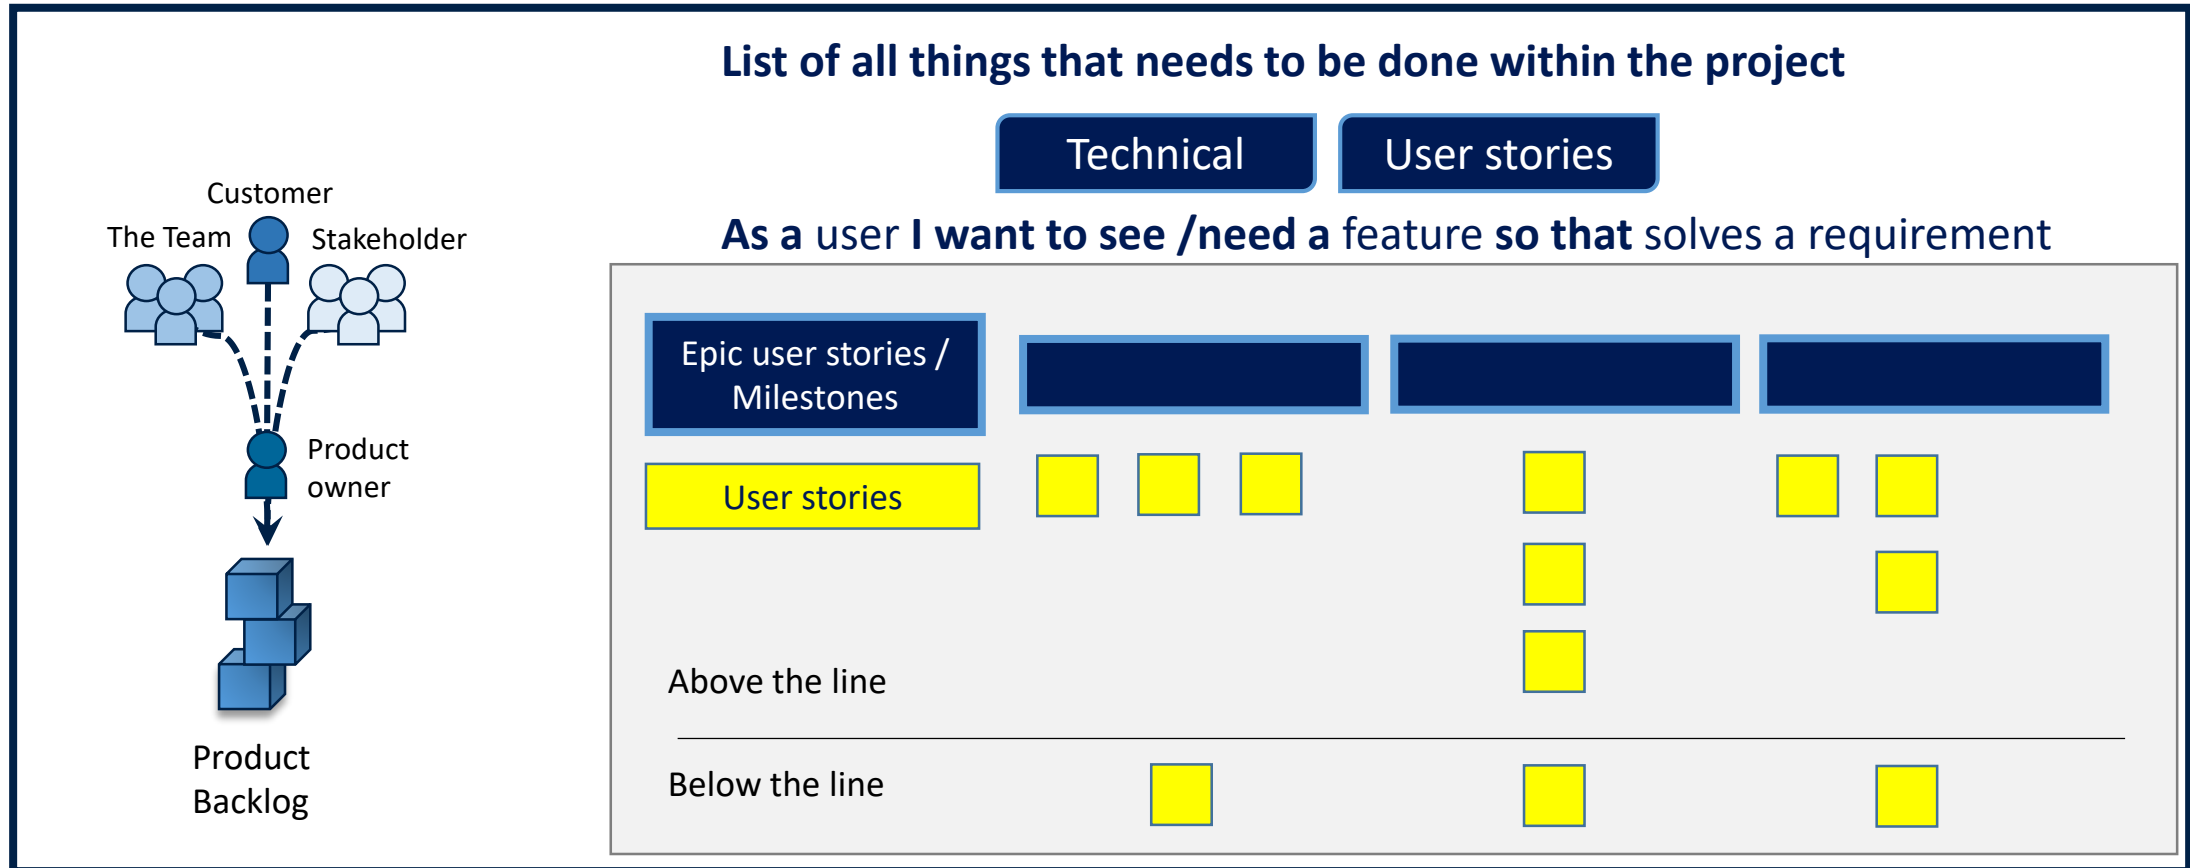 List of all things that needs to be done within the project
Technical
User stories
As a user I want to see /need a feature so that solves a requirement
Customer
The Team
Stakeholder
Product
owner
Product
Backlog
Epic user stories /
Milestones
User stories
Above the line
Below the line